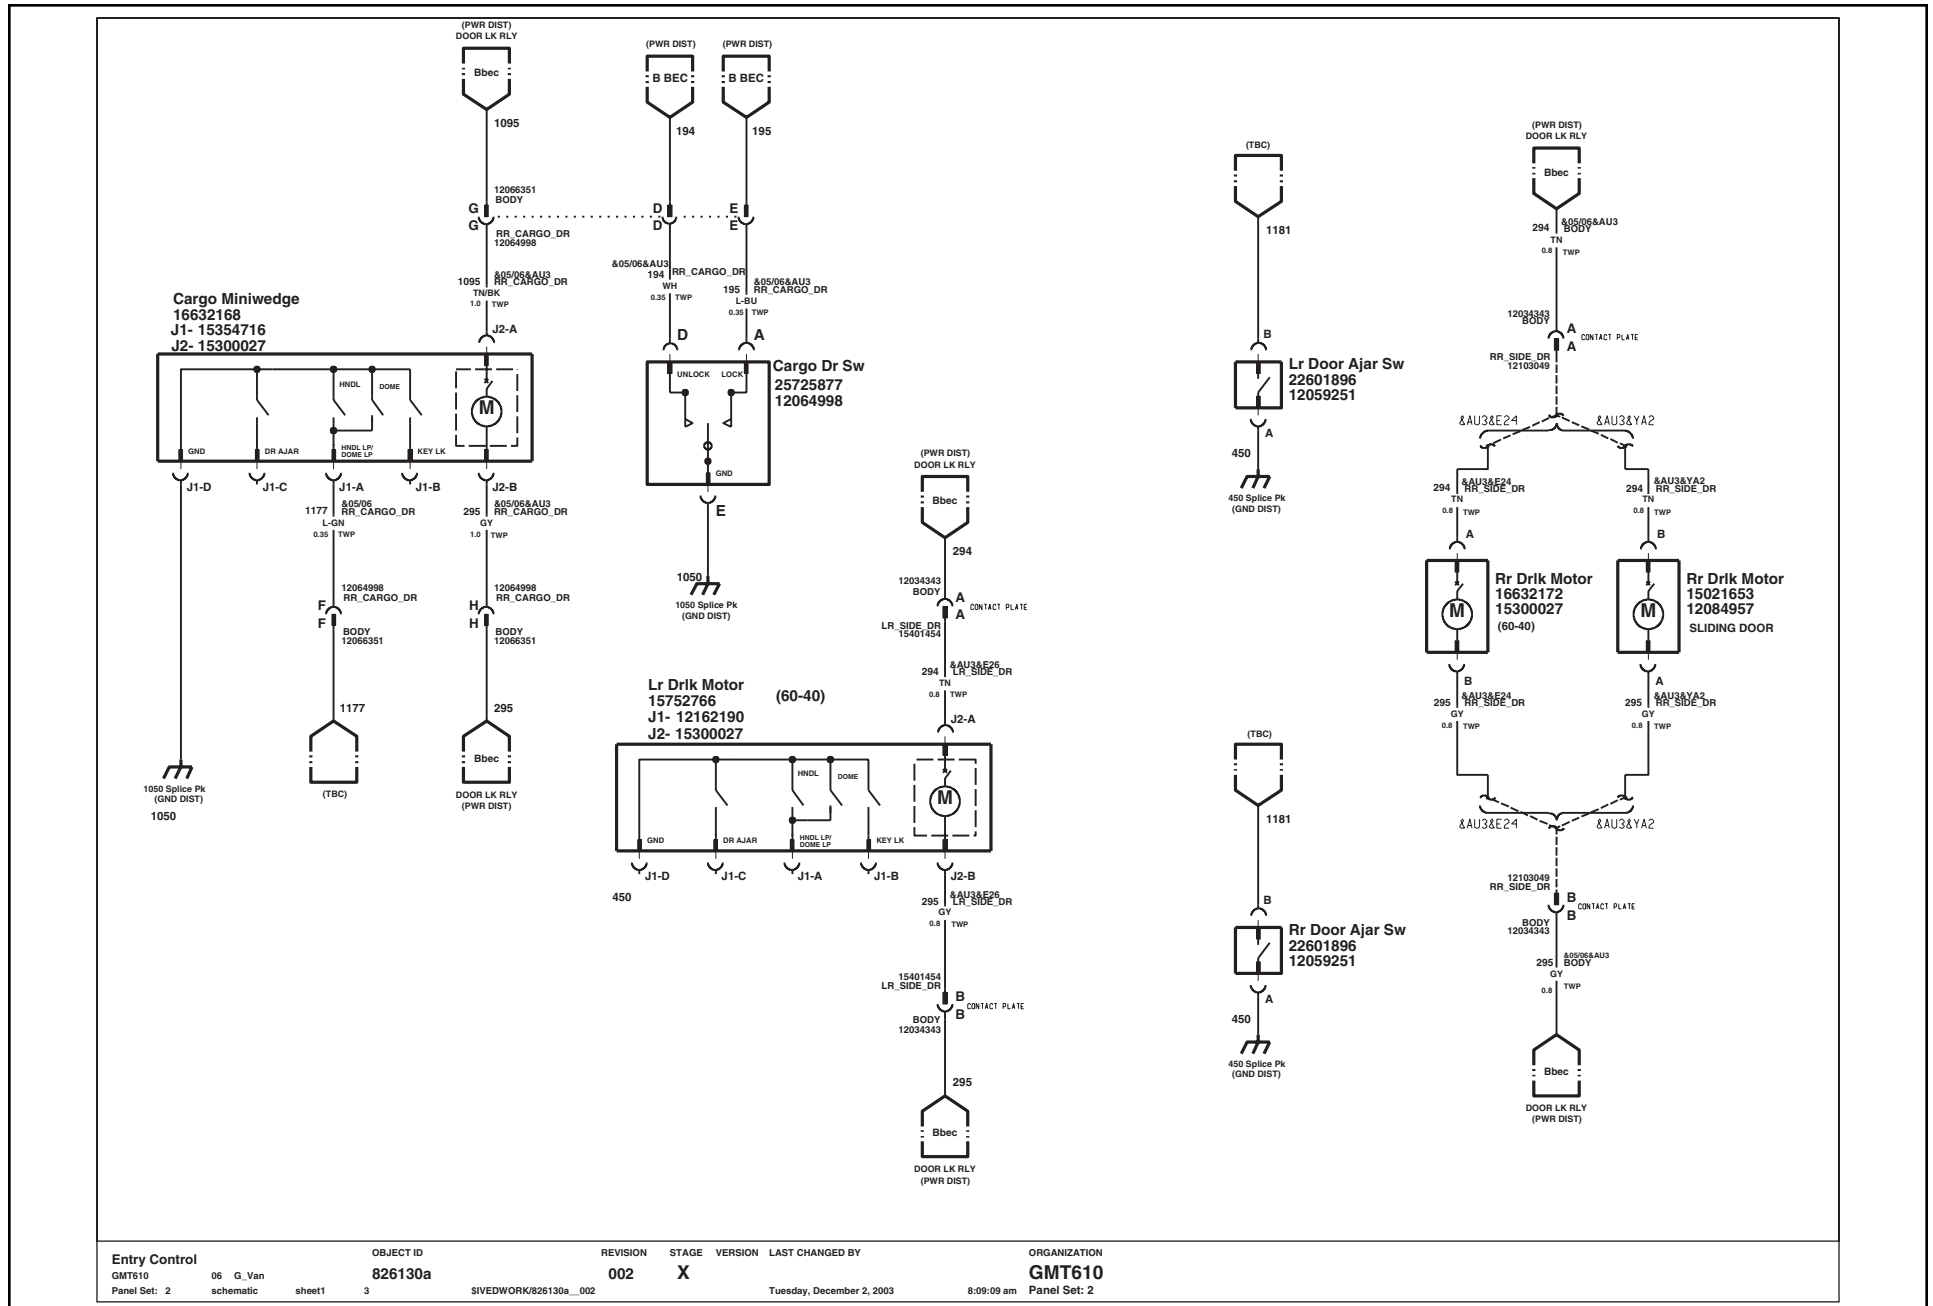 (PWR DIST)
DOOR LK RLY
Bbec
1095
12066351
BODY
G
G
RR_CARGO_DR
12064998
&05/06&AU3
1095 RR_CARGO_DR
TN/BK
1.0 TWP
J2-A
(PWR DIST)
B BEC
194
D
D
&05/06&AU3
194 RR_CARGO_DR
WH
0.35 TWP
D
(PWR DIST)
B BEC
195
E
E
&05/06&AU3
195 RR_CARGO_DR
L-BU
0.35 TWP
A
Cargo Miniwedge
16632168
J1- 15354716
J2- 15300027
HNDL
DOME
M
GND
DR AJAR
HNDL LP/
DOME LP
KEY LK
J1-D
J1-C
J1-A
J1-B
J2-B
&05/06
1177 RR_CARGO_DR
L-GN
0.35 TWP
&05/06&AU3
295 RR_CARGO_DR
GY
1.0 TWP
12064998
RR_CARGO_DR
F
F
BODY
12066351
12064998
RR_CARGO_DR
H
H
BODY
12066351
1177
(TBC)
295
Bbec
DOOR LK RLY
(PWR DIST)
1050 Splice Pk
(GND DIST)
1050
UNLOCK
LOCK
GND
Cargo Dr Sw
25725877
12064998
E
1050
1050 Splice Pk
(GND DIST)
(PWR DIST)
DOOR LK RLY
Bbec
294
12034343
BODY
A
A
CONTACT PLATE
LR_SIDE_DR
15401454
&AU3&E26
294 LR_SIDE_DR
TN
0.8 TWP
J2-A
Lr Drlk Motor
15752766
J1- 12162190
J2- 15300027
(60-40)
HNDL
DOME
M
GND
DR AJAR
HNDL LP/
DOME LP
KEY LK
J1-D
J1-C
J1-A
J1-B
J2-B
450
&AU3&E26
295 LR_SIDE_DR
GY
0.8 TWP
15401454
LR_SIDE_DR
B
B
CONTACT PLATE
BODY
12034343
295
Bbec
DOOR LK RLY
(PWR DIST)
(TBC)
1181
B
Lr Door Ajar Sw
22601896
12059251
A
450
450 Splice Pk
(GND DIST)
(TBC)
1181
B
Rr Door Ajar Sw
22601896
12059251
A
450
450 Splice Pk
(GND DIST)
(PWR DIST)
DOOR LK RLY
Bbec
&05/06&AU3
294 BODY
TN
0.8 TWP
12034343
BODY
A
A
CONTACT PLATE
RR_SIDE_DR
12103049
&AU3&E24
&AU3&YA2
&AU3&E24
294 RR_SIDE_DR
TN
0.8 TWP
&AU3&YA2
294 RR_SIDE_DR
TN
0.8 TWP
A
B
M
Rr Drlk Motor
16632172
15300027
(60-40)
M
Rr Drlk Motor
15021653
12084957
SLIDING DOOR
B
A
&AU3&E24
295 RR_SIDE_DR
GY
0.8 TWP
&AU3&YA2
295 RR_SIDE_DR
GY
0.8 TWP
&AU3&E24
&AU3&YA2
12103049
RR_SIDE_DR
B
B
CONTACT PLATE
BODY
12034343
&05/06&AU3
295 BODY
GY
0.8 TWP
Bbec
DOOR LK RLY
(PWR DIST)
Entry Control
OBJECT ID
REVISION
STAGE
VERSION
LAST CHANGED BY
ORGANIZATION
GMT610 06 G_Van
826130a
002
X
GMT610
Panel Set: 2 schematic sheet1 3 $IVEDWORK/826130a__002 Tuesday, December 2, 2003 8:09:09 am Panel Set: 2